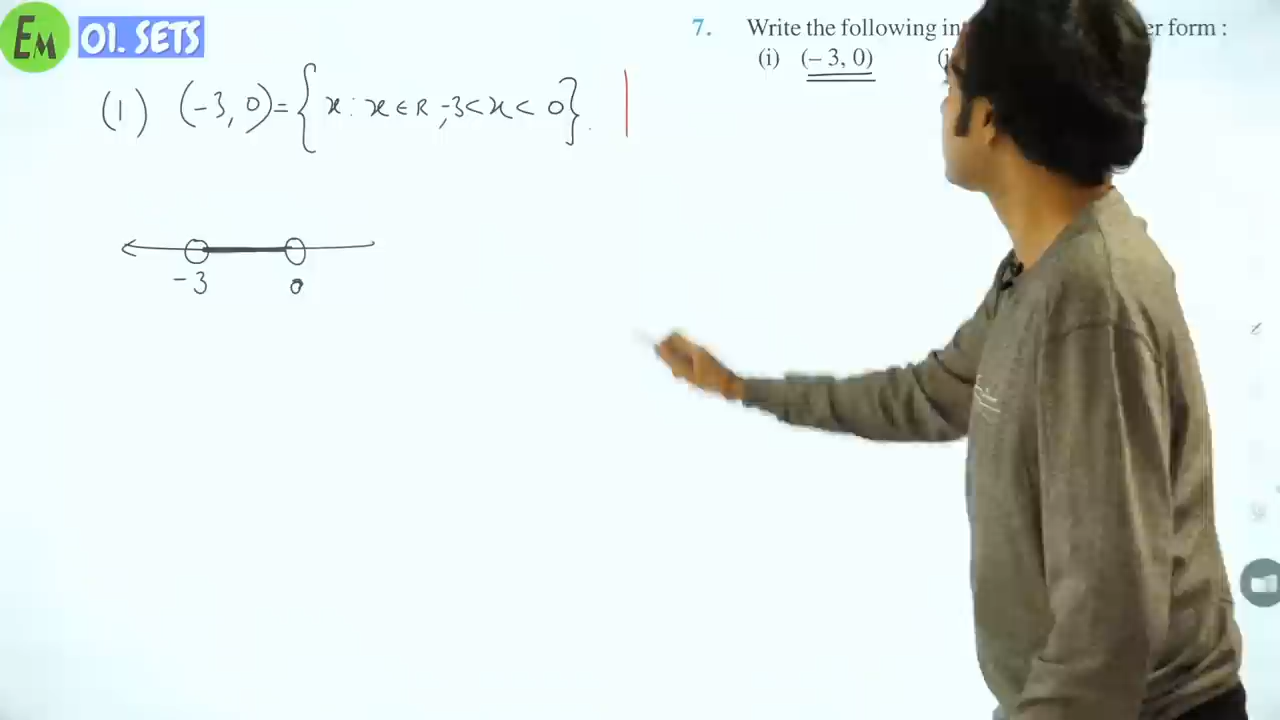 EM 01. SETS
7. Write the following in er form :
(i) (– 3, 0) (i
(1) (-3, 0) = { x : x ∈ R, -3 < x < 0 }.
-3 0